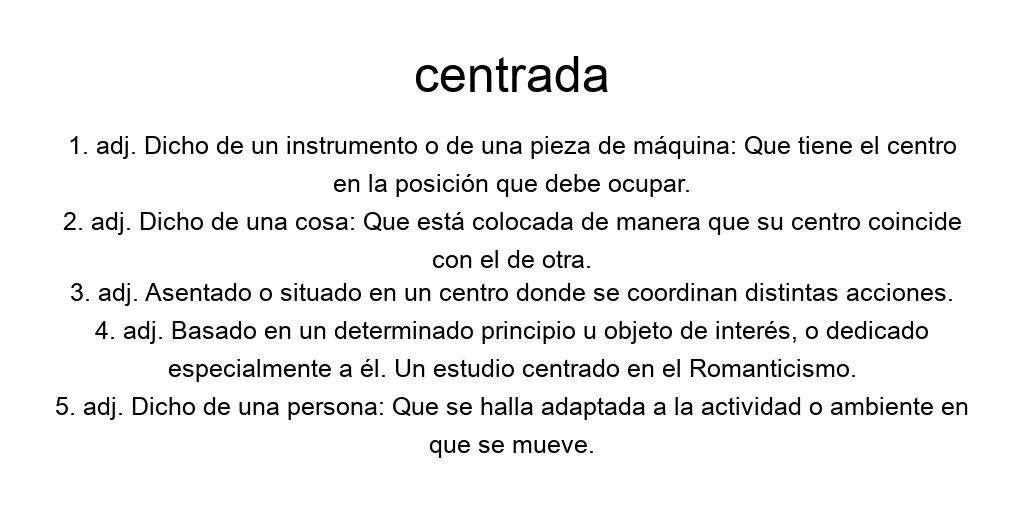 centrada
1. adj. Dicho de un instrumento o de una pieza de máquina: Que tiene el centro
en la posición que debe ocupar.
2. adj. Dicho de una cosa: Que está colocada de manera que su centro coincide
con el de otra.
3. adj. Asentado o situado en un centro donde se coordinan distintas acciones.
4. adj. Basado en un determinado principio u objeto de interés, o dedicado
especialmente a él. Un estudio centrado en el Romanticismo.
5. adj. Dicho de una persona: Que se halla adaptada a la actividad o ambiente en
que se mueve.